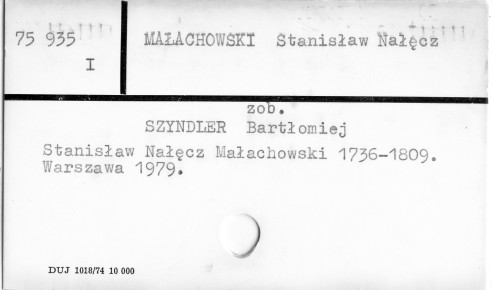 75 935
I
MAŁACHOWSKI Stanisław Nałęcz
zob.
SZYNDLER Bartłomiej
Stanisław Nałęcz Małachowski 1736-1809.
Warszawa 1979.
DUJ 1018/74 10 000